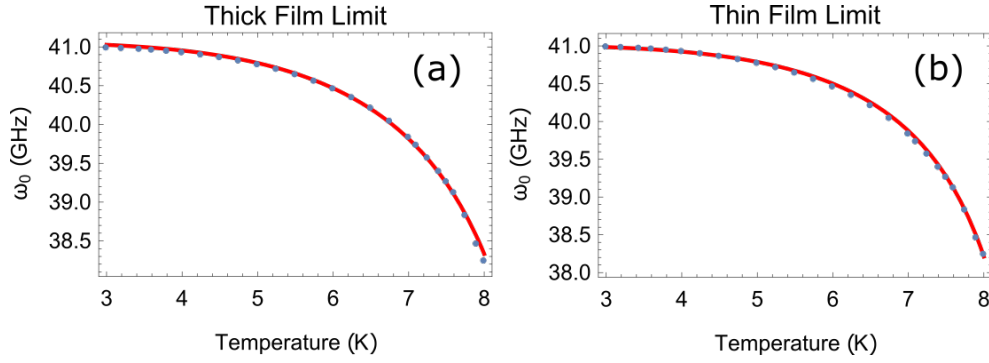 Thick Film Limit
(a)
41.0
40.5
40.0
39.5
39.0
38.5
ω₀ (GHz)
3 4 5 6 7 8
Temperature (K)
Thin Film Limit
(b)
41.0
40.5
40.0
39.5
39.0
38.5
38.0
ω₀ (GHz)
3 4 5 6 7 8
Temperature (K)